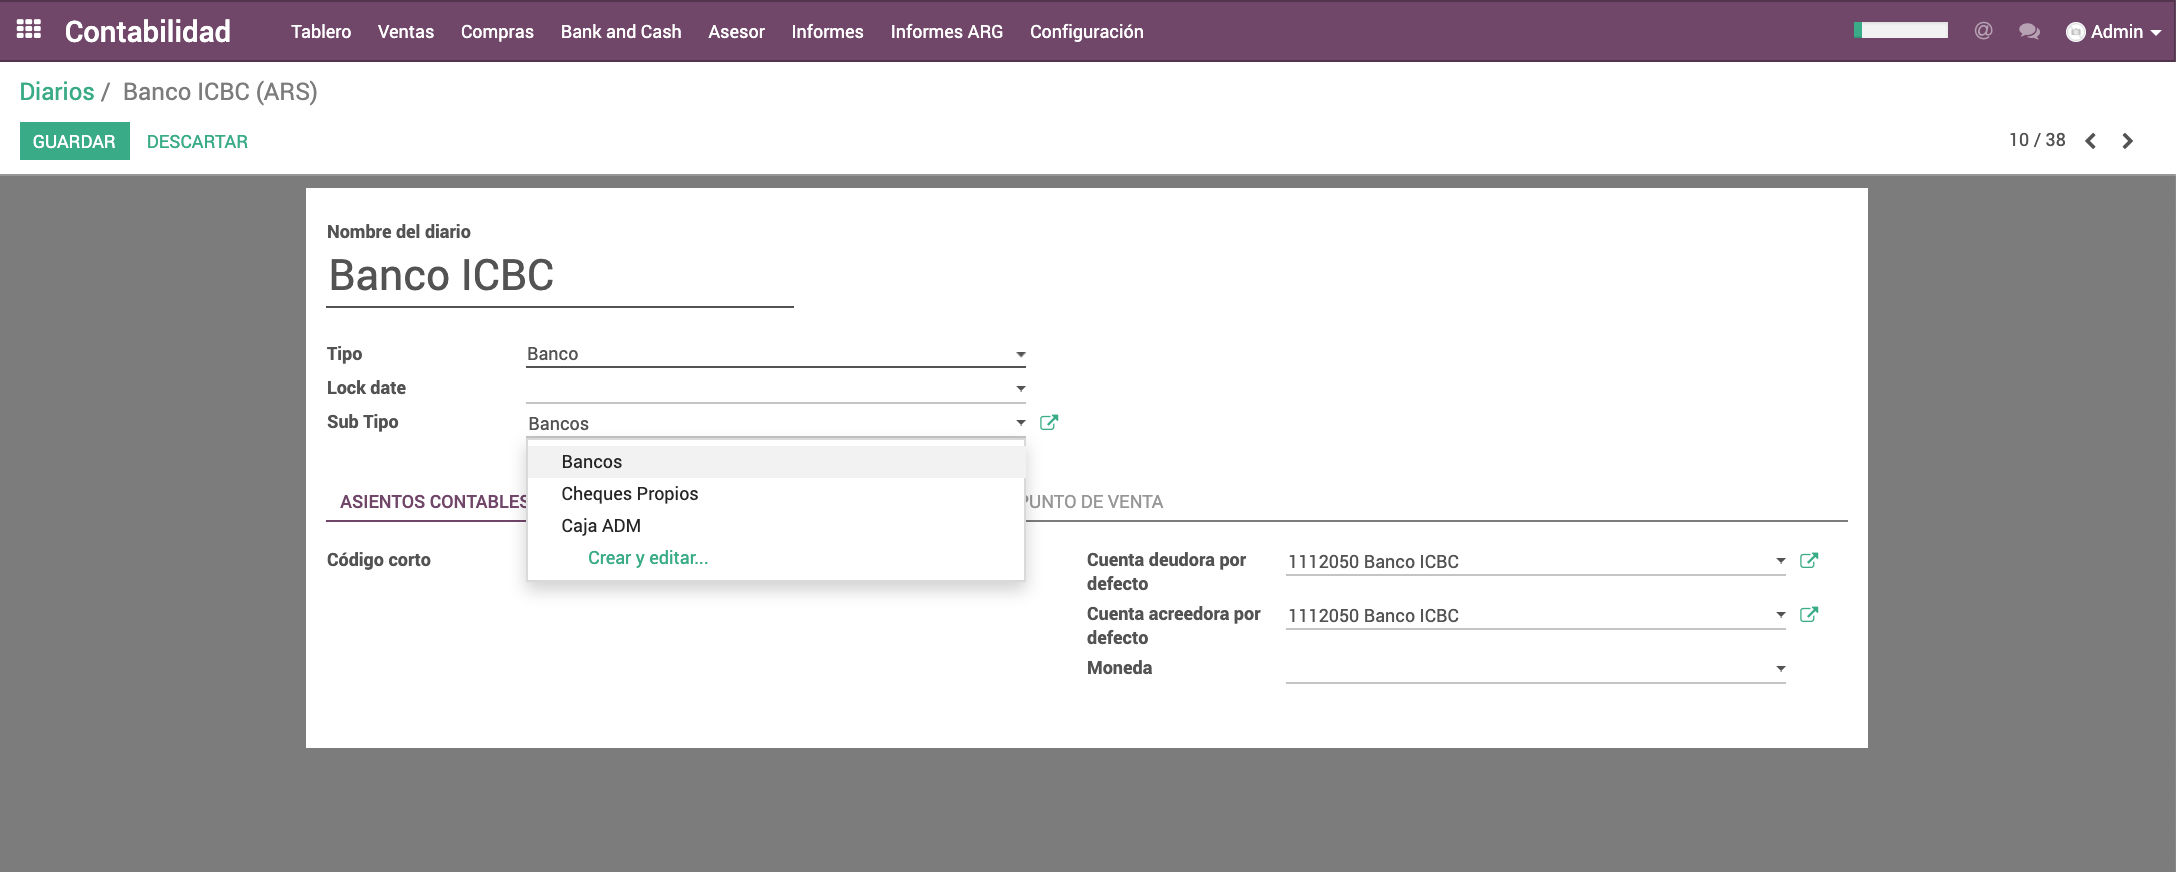 Contabilidad Tablero Ventas Compras Bank and Cash Asesor Informes Informes ARG Configuración @ Admin
Diarios / Banco ICBC (ARS)
GUARDAR DESCARTAR 10 / 38
Nombre del diario
Banco ICBC
Tipo Banco
Lock date
Sub Tipo Bancos
Bancos
Cheques Propios
Caja ADM
Crear y editar...
ASIENTOS CONTABLES PUNTO DE VENTA
Código corto
Cuenta deudora por
defecto
1112050 Banco ICBC
Cuenta acreedora por
defecto
1112050 Banco ICBC
Moneda